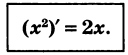 (x²)′ = 2x.